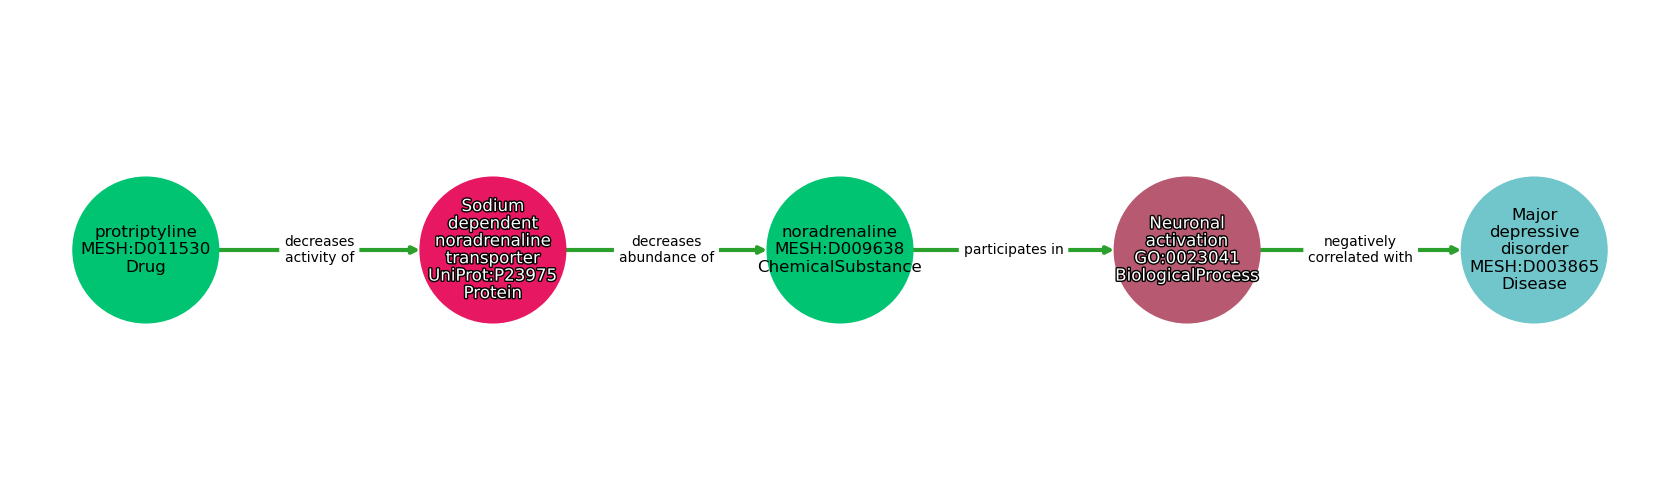 protriptyline
MESH:D011530
Drug
decreases
activity of
Sodium
dependent
noradrenaline
transporter
UniProt:P23975
Protein
decreases
abundance of
noradrenaline
MESH:D009638
ChemicalSubstance
participates in
Neuronal
activation
GO:0023041
BiologicalProcess
negatively
correlated with
Major
depressive
disorder
MESH:D003865
Disease